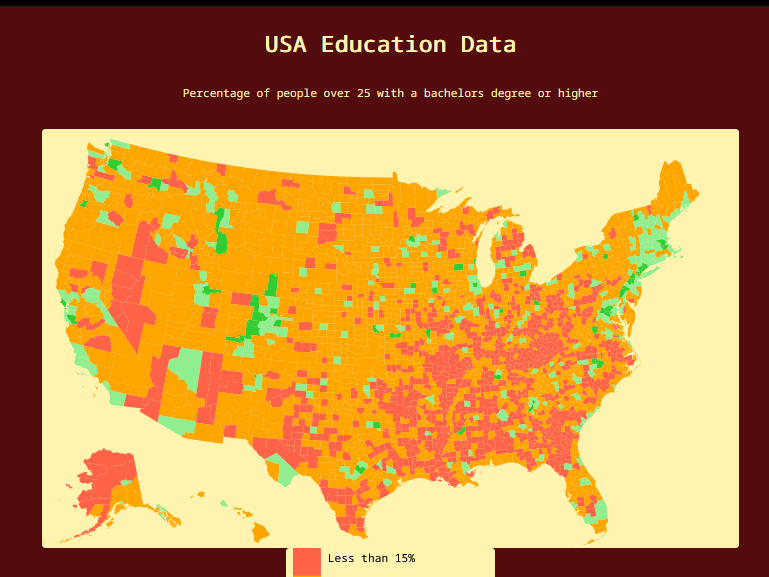 USA Education Data
Percentage of people over 25 with a bachelors degree or higher
Less than 15%